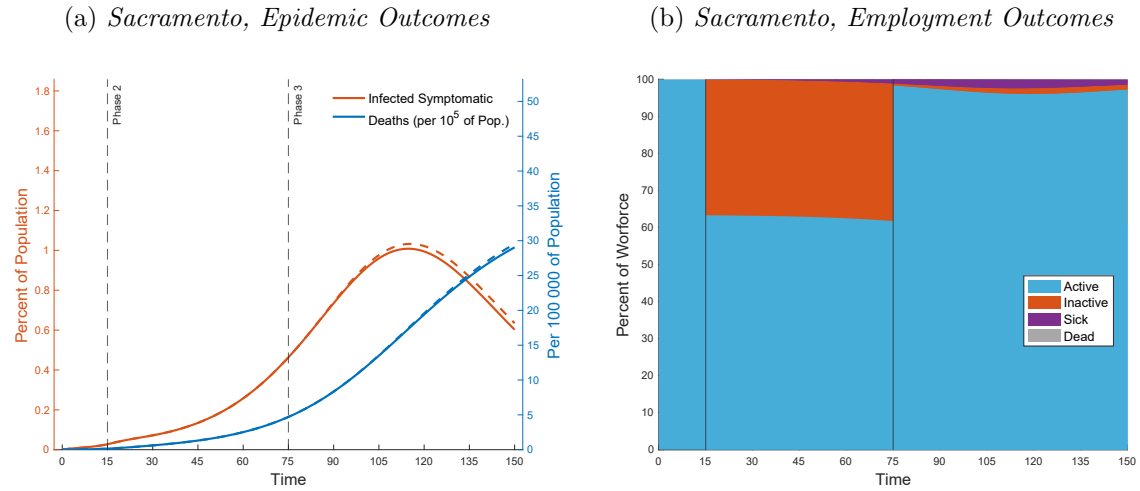 (a) Sacramento, Epidemic Outcomes
Phase 2
Phase 3
Infected Symptomatic
Deaths (per 10^5 of Pop.)
Percent of Population
1.8
1.6
1.4
1.2
1
0.8
0.6
0.4
0.2
0
50
45
40
35
30
25
20
15
10
5
0
Per 100 000 of Population
0 15 30 45 60 75 90 105 120 135 150
Time
(b) Sacramento, Employment Outcomes
Percent of Worforce
100
90
80
70
60
50
40
30
20
10
0
Active
Inactive
Sick
Dead
0 15 30 45 60 75 90 105 120 135 150
Time